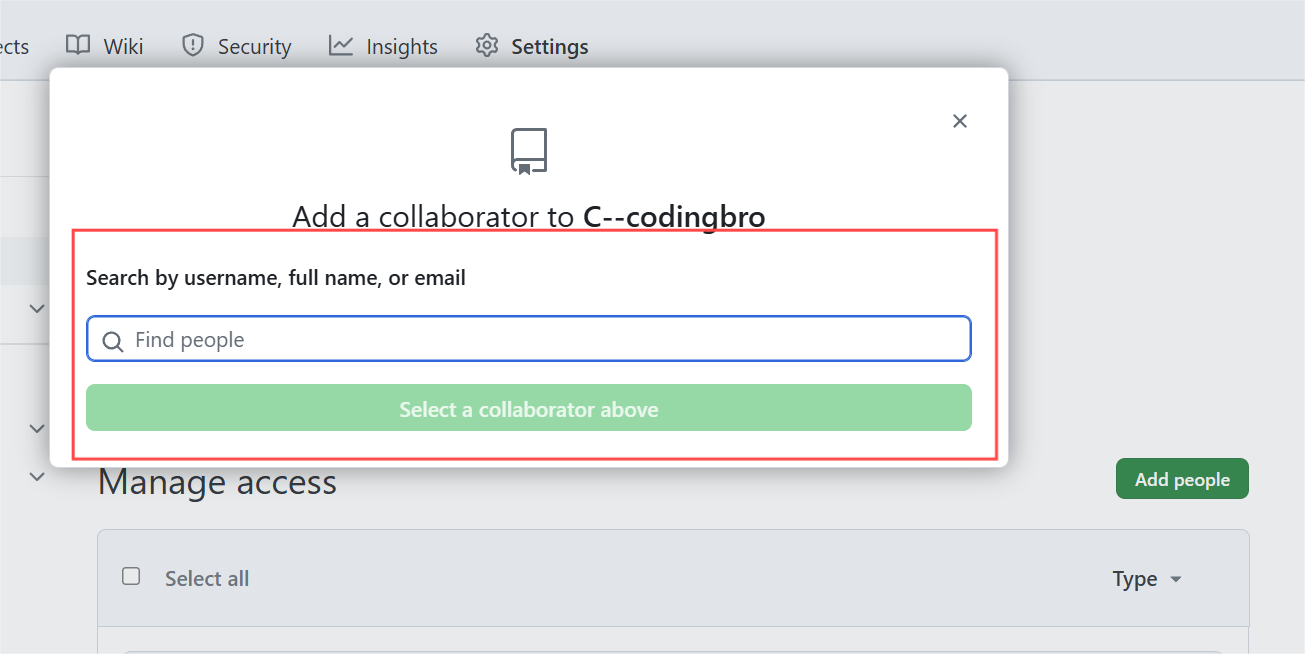 ects Wiki Security Insights Settings
Add a collaborator to C--codingbro
Search by username, full name, or email
Find people
Select a collaborator above
Manage access
Add people
Select all
Type